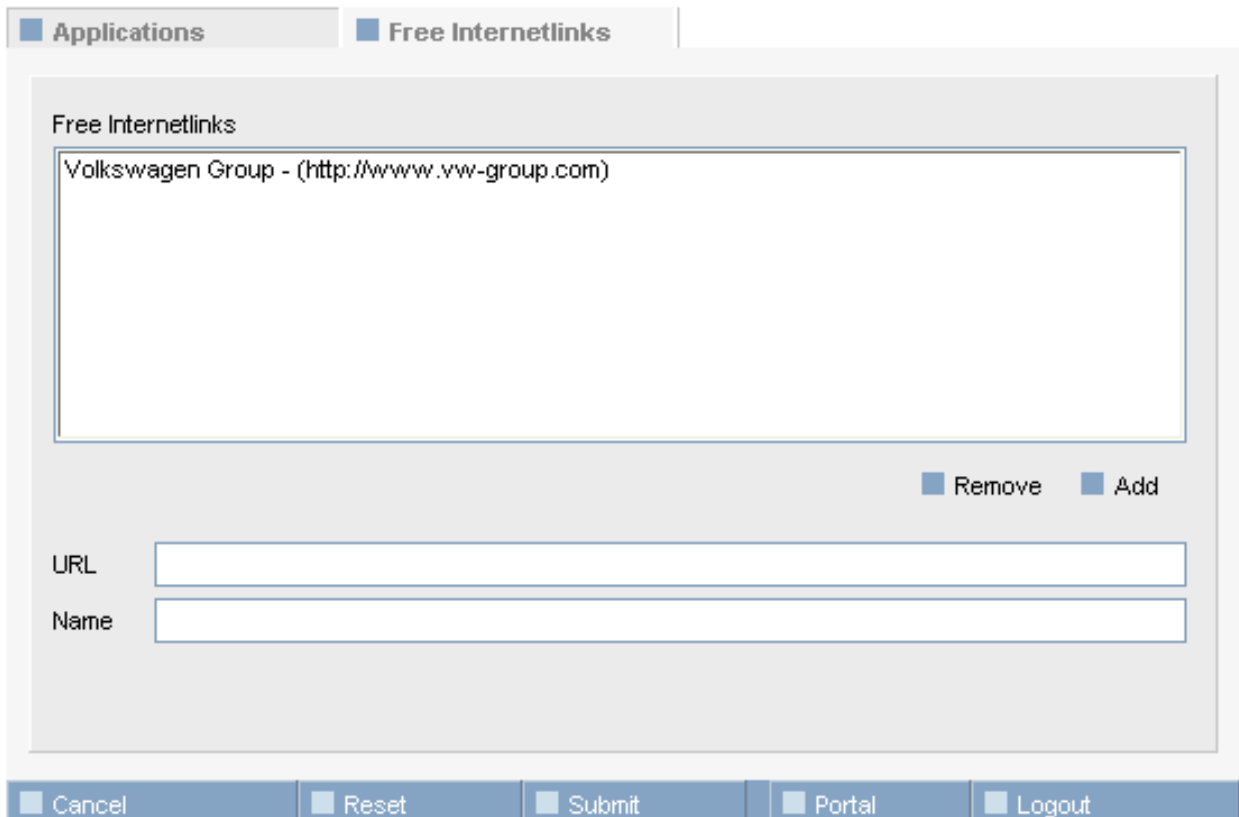 Applications Free Internetlinks
Free Internetlinks
Volkswagen Group - (http://www.vw-group.com)
Remove Add
URL
Name
Cancel Reset Submit Portal Logout